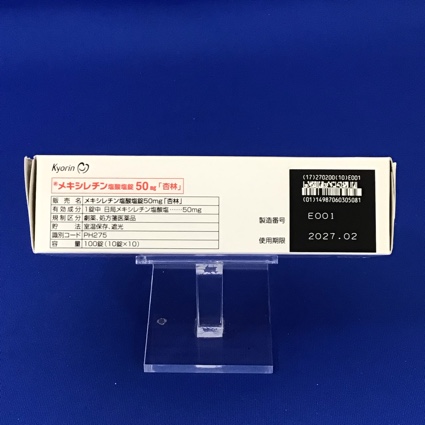 Kyorin
※メキシレチン塩酸塩錠50mg「杏林」
販売名 メキシレチン塩酸塩錠50mg「杏林」
有効成分 1錠中 日局メキシレチン塩酸塩……50mg
規制区分 劇薬、処方箋医薬品
貯法 室温保存、遮光
識別コード PH275
容量 100錠(10錠×10)
製造番号
使用期限
(17)270200(10)E001
(01)14987060305081
E001
2027.02